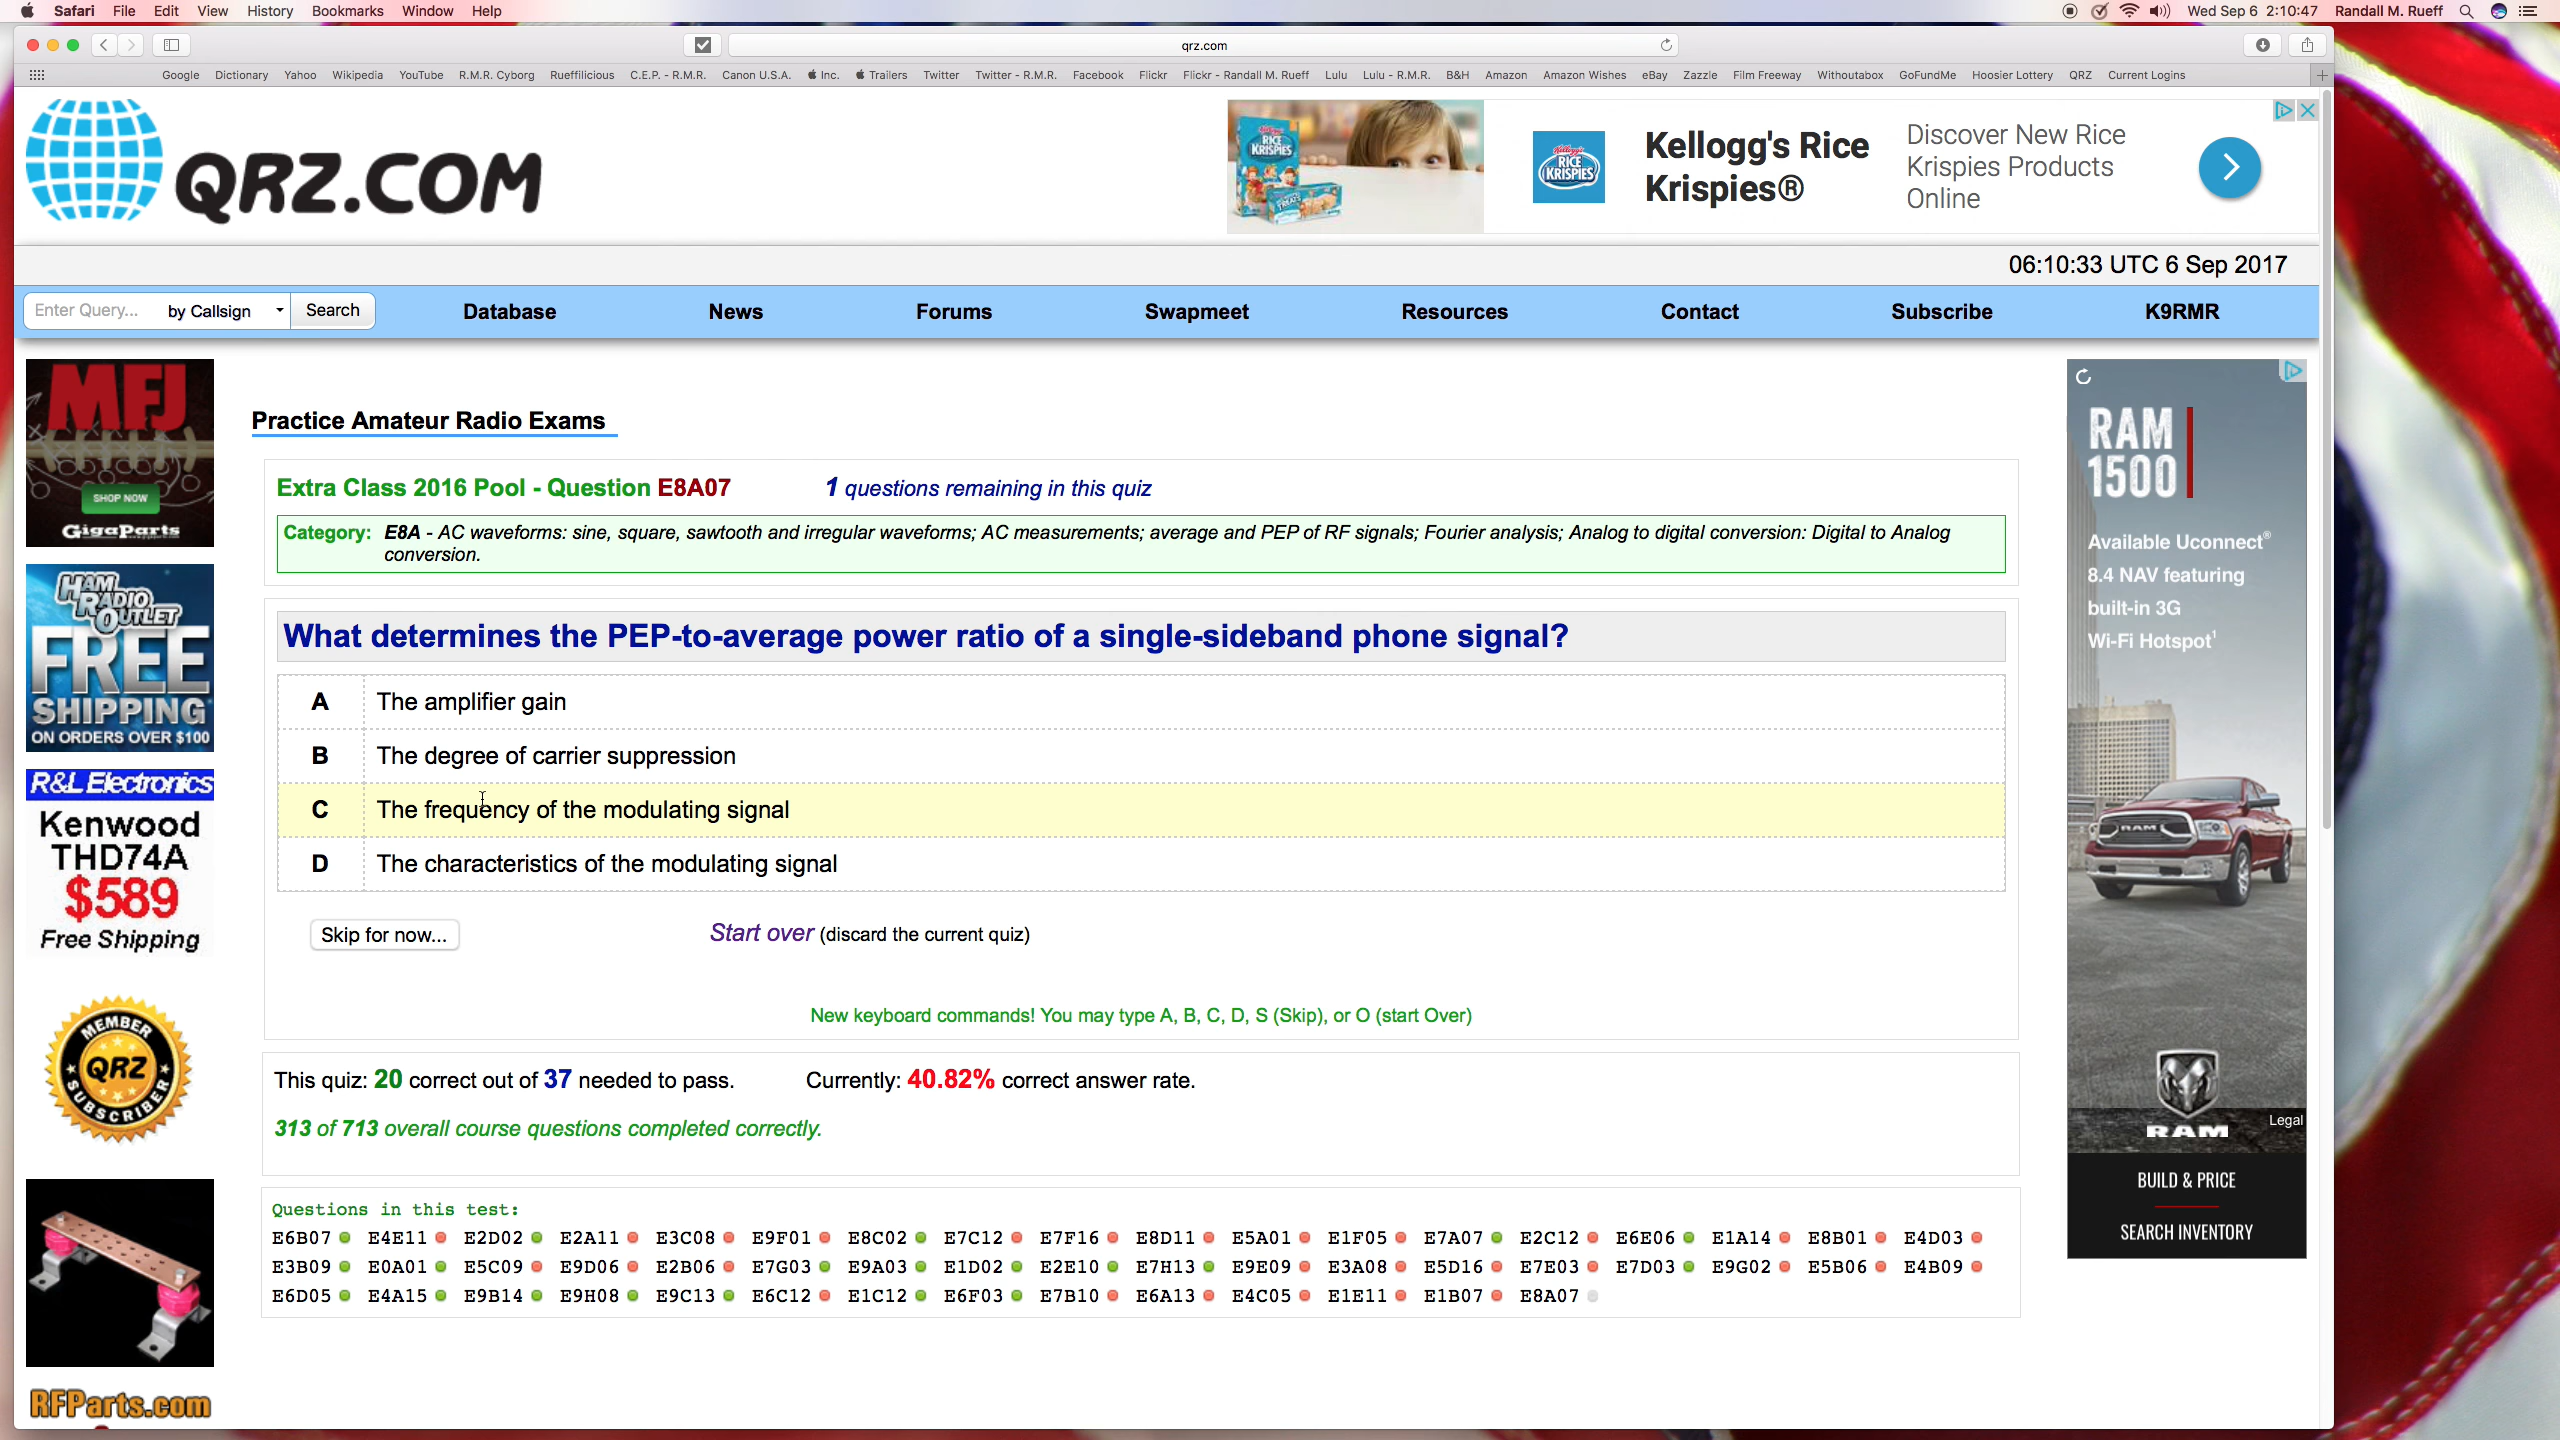 Safari File Edit View History Bookmarks Window Help
Wed Sep 6 2:10:47 Randall M. Rueff
qrz.com
Google Dictionary Yahoo Wikipedia YouTube R.M.R. Cyborg Rueffilicious C.E.P. - R.M.R. Canon U.S.A. Inc. Trailers Twitter Twitter - R.M.R. Facebook Flickr Flickr - Randall M. Rueff Lulu Lulu - R.M.R. B&H Amazon Amazon Wishes eBay Zazzle Film Freeway Withoutabox GoFundMe Hoosier Lottery QRZ Current Logins
QRZ.COM
KELLOGG'S
RICE
KRISPIES
TREATS
Kellogg's
RICE
KRISPIES
Kellogg's Rice
Krispies®
Discover New Rice
Krispies Products
Online
06:10:33 UTC 6 Sep 2017
Enter Query... by Callsign Search Database News Forums Swapmeet Resources Contact Subscribe K9RMR
MFJ
SHOP NOW
GigaParts
HAM
RADIO
OUTLET
FREE
SHIPPING
ON ORDERS OVER $100
R&L Electronics
Kenwood
THD74A
$589
Free Shipping
MEMBER
QRZ
SUBSCRIBER
RFParts.com
Practice Amateur Radio Exams
Extra Class 2016 Pool - Question E8A07 1 questions remaining in this quiz
Category: E8A - AC waveforms: sine, square, sawtooth and irregular waveforms; AC measurements; average and PEP of RF signals; Fourier analysis; Analog to digital conversion: Digital to Analog
conversion.
What determines the PEP-to-average power ratio of a single-sideband phone signal?
A The amplifier gain
B The degree of carrier suppression
C The frequency of the modulating signal
D The characteristics of the modulating signal
Skip for now... Start over (discard the current quiz)
New keyboard commands! You may type A, B, C, D, S (Skip), or O (start Over)
This quiz: 20 correct out of 37 needed to pass. Currently: 40.82% correct answer rate.
313 of 713 overall course questions completed correctly.
Questions in this test:
E6B07 E4E11 E2D02 E2A11 E3C08 E9F01 E8C02 E7C12 E7F16 E8D11 E5A01 E1F05 E7A07 E2C12 E6E06 E1A14 E8B01 E4D03
E3B09 E0A01 E5C09 E9D06 E2B06 E7G03 E9A03 E1D02 E2E10 E7H13 E9E09 E3A08 E5D16 E7E03 E7D03 E9G02 E5B06 E4B09
E6D05 E4A15 E9B14 E9H08 E9C13 E6C12 E1C12 E6F03 E7B10 E6A13 E4C05 E1E11 E1B07 E8A07
RAM
1500
Available Uconnect®
8.4 NAV featuring
built-in 3G
Wi-Fi Hotspot¹
RAM
Legal
RAM
BUILD & PRICE
SEARCH INVENTORY